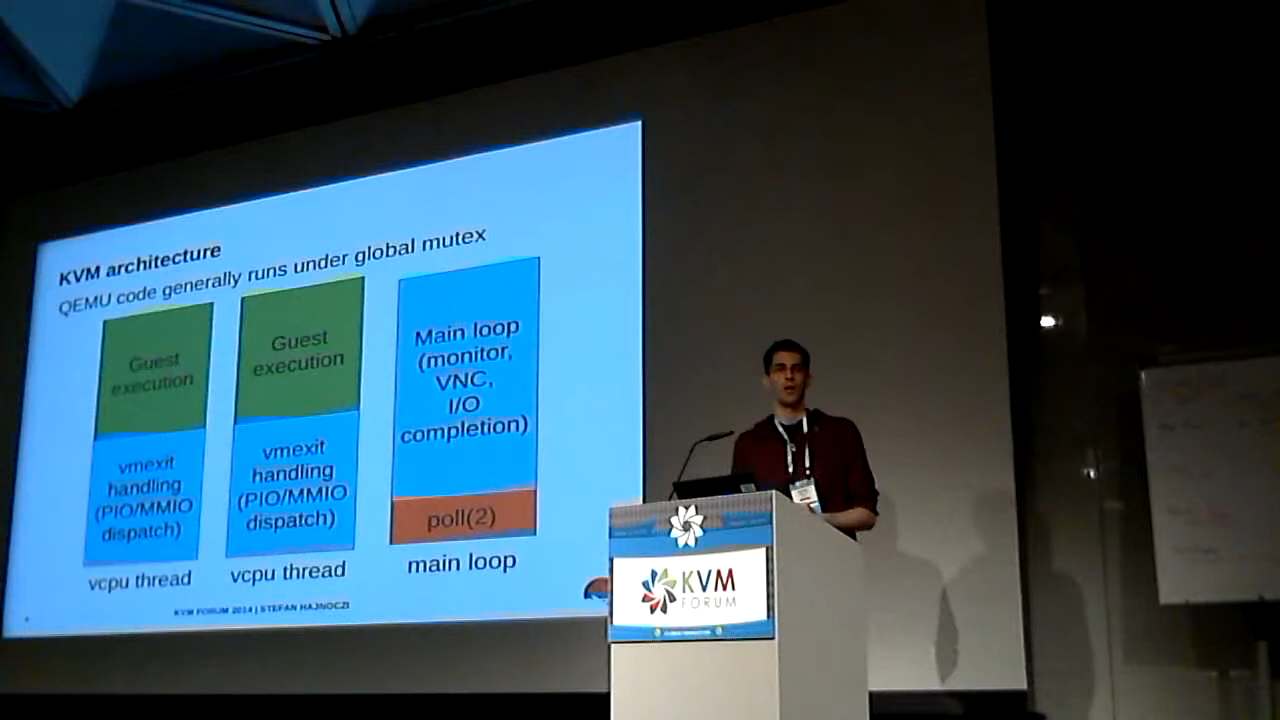 KVM architecture
QEMU code generally runs under global mutex
Guest
execution
vmexit
handling
(PIO/MMIO
dispatch)
vcpu thread
Guest
execution
vmexit
handling
(PIO/MMIO
dispatch)
vcpu thread
Main loop
(monitor,
VNC,
I/O
completion)
poll(2)
main loop
KVM FORUM 2014 | STEFAN HAJNOCZI
KVM
FORUM